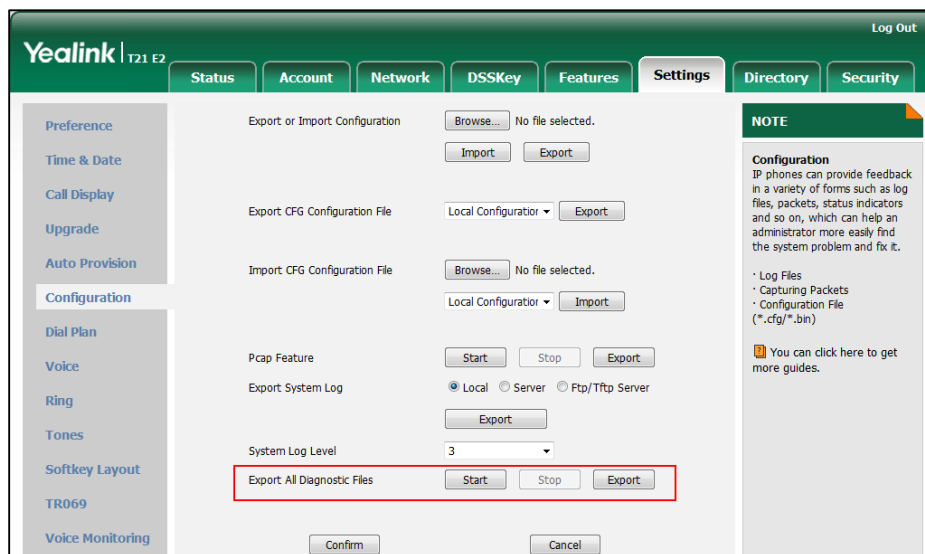 Log Out
Yealink T21 E2
Status Account Network DSSKey Features Settings Directory Security
Preference
Time & Date
Call Display
Upgrade
Auto Provision
Configuration
Dial Plan
Voice
Ring
Tones
Softkey Layout
TR069
Voice Monitoring
Export or Import Configuration Browse... No file selected.
Import Export
Export CFG Configuration File Local Configuration Export
Import CFG Configuration File Browse... No file selected.
Local Configuration Import
Pcap Feature Start Stop Export
Export System Log Local Server Ftp/Tftp Server
Export
System Log Level 3
Export All Diagnostic Files Start Stop Export
Confirm Cancel
NOTE
Configuration
IP phones can provide feedback
in a variety of forms such as log
files, packets, status indicators
and so on, which can help an
administrator more easily find
the system problem and fix it.
· Log Files
· Capturing Packets
· Configuration File
(*.cfg/*.bin)
You can click here to get
more guides.